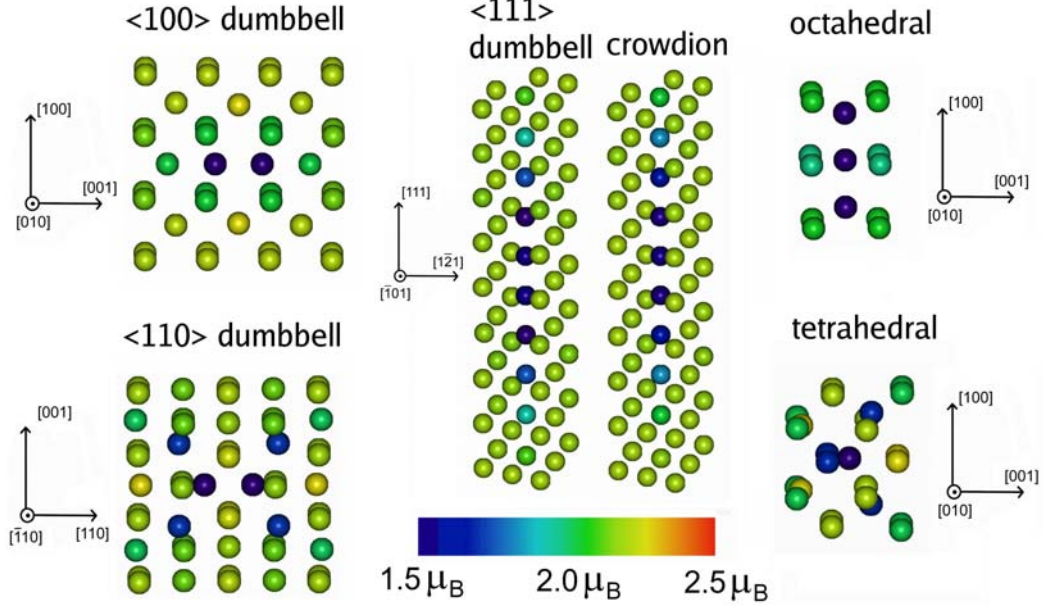 <100> dumbbell
[100]
[001]
[010]
<111>
dumbbell
crowdion
[111]
[12̅1]
[1̅01]
octahedral
[100]
[001]
[010]
<110> dumbbell
[001]
[1̅10]
[110]
tetrahedral
[100]
[001]
[010]
1.5 μB 2.0 μB 2.5 μB